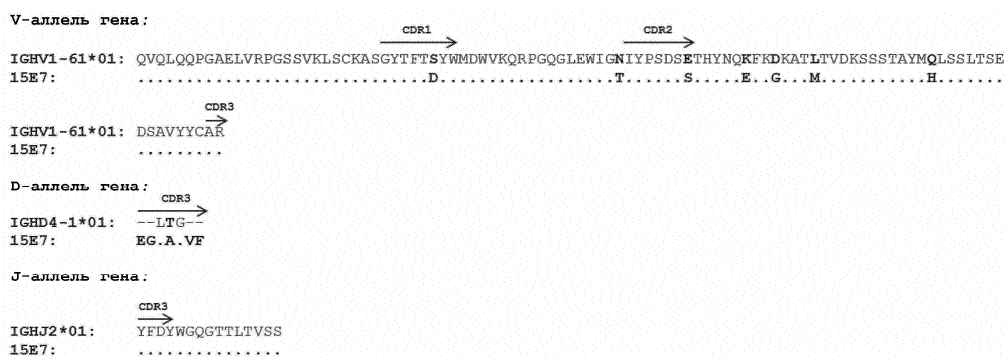 V-аллель гена:
CDR1 CDR2
IGHV1-61*01: QVQLQQPGAELVRPGSSVKLSCKASGYTFTSYWMDWVKQRPGQGLEWIGNIYPSDSETHYNQKFKDKATLTVDKSSSTAYMQLSSLTSE
15E7: ..............................D..................T......S.....E..G...M...........H.......
CDR3
IGHV1-61*01: DSAVYYCAR
15E7: .........
D-аллель гена:
CDR3
IGHD4-1*01: --LTG--
15E7: EG.A.VF
J-аллель гена:
CDR3
IGHJ2*01: YFDYWGQGTTLTVSS
15E7: ...............